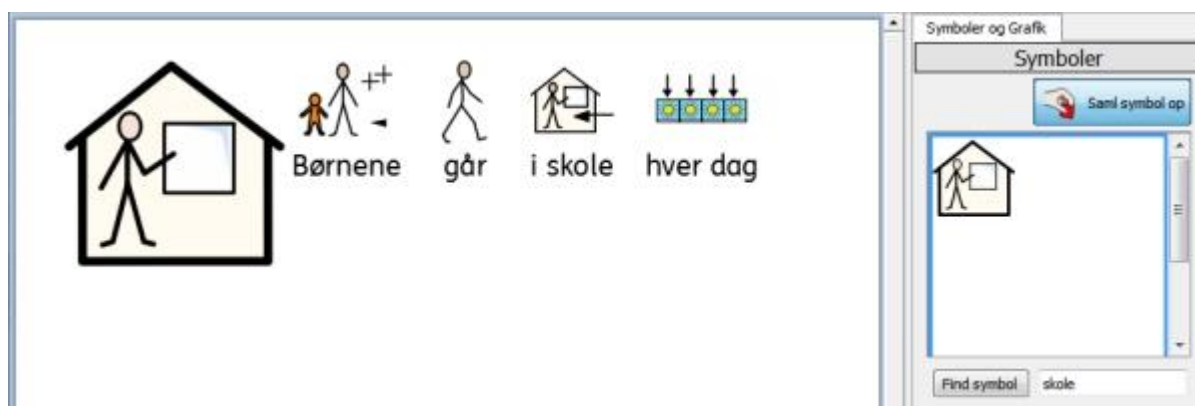 Børnene går i skole hver dag
Symboler og Grafik
Symboler
Saml symbol op
Find symbol skole